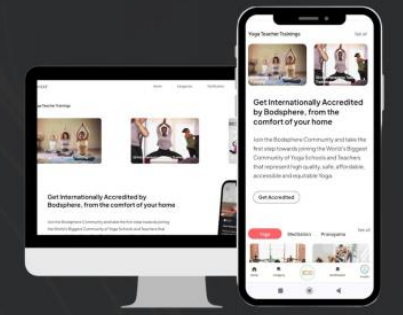 Home
Categories
Yoga Teacher Trainings
Get Internationally Accredited by
Bodsphere, from the comfort of your home
Join the Bodsphere Community and take the first step towards joining
the World's Biggest Community of Yoga Schools and Teachers that
Yoga Teacher Trainings
See all
Get Internationally Accredited
by Bodsphere, from the
comfort of your home
Join the Bodsphere Community and take the
first step towards joining the World's Biggest
Community of Yoga Schools and Teachers
that represent high quality, safe, affordable,
accessible and equitable Yoga.
Get Accredited
See all
Yoga
Meditation
Pranayama
Home